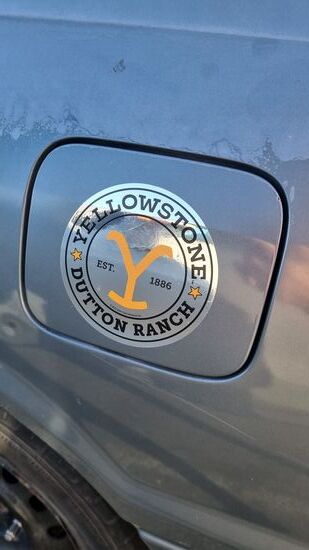 YELLOWSTONE
Y
EST. 1886
DUTTON RANCH